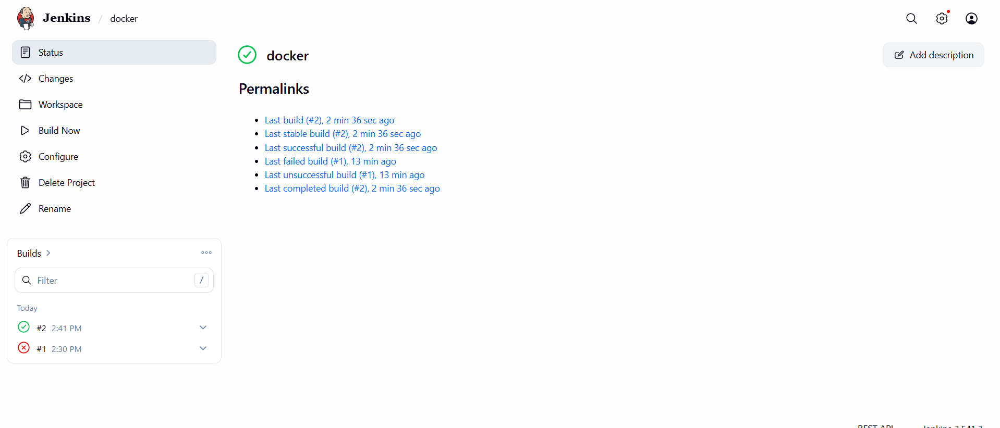 Jenkins / docker
Status
Changes
Workspace
Build Now
Configure
Delete Project
Rename
Builds
Filter /
Today
#2 2:41 PM
#1 2:30 PM
docker
Add description
Permalinks
Last build (#2), 2 min 36 sec ago
Last stable build (#2), 2 min 36 sec ago
Last successful build (#2), 2 min 36 sec ago
Last failed build (#1), 13 min ago
Last unsuccessful build (#1), 13 min ago
Last completed build (#2), 2 min 36 sec ago
REST API
Jenkins 2.541.3